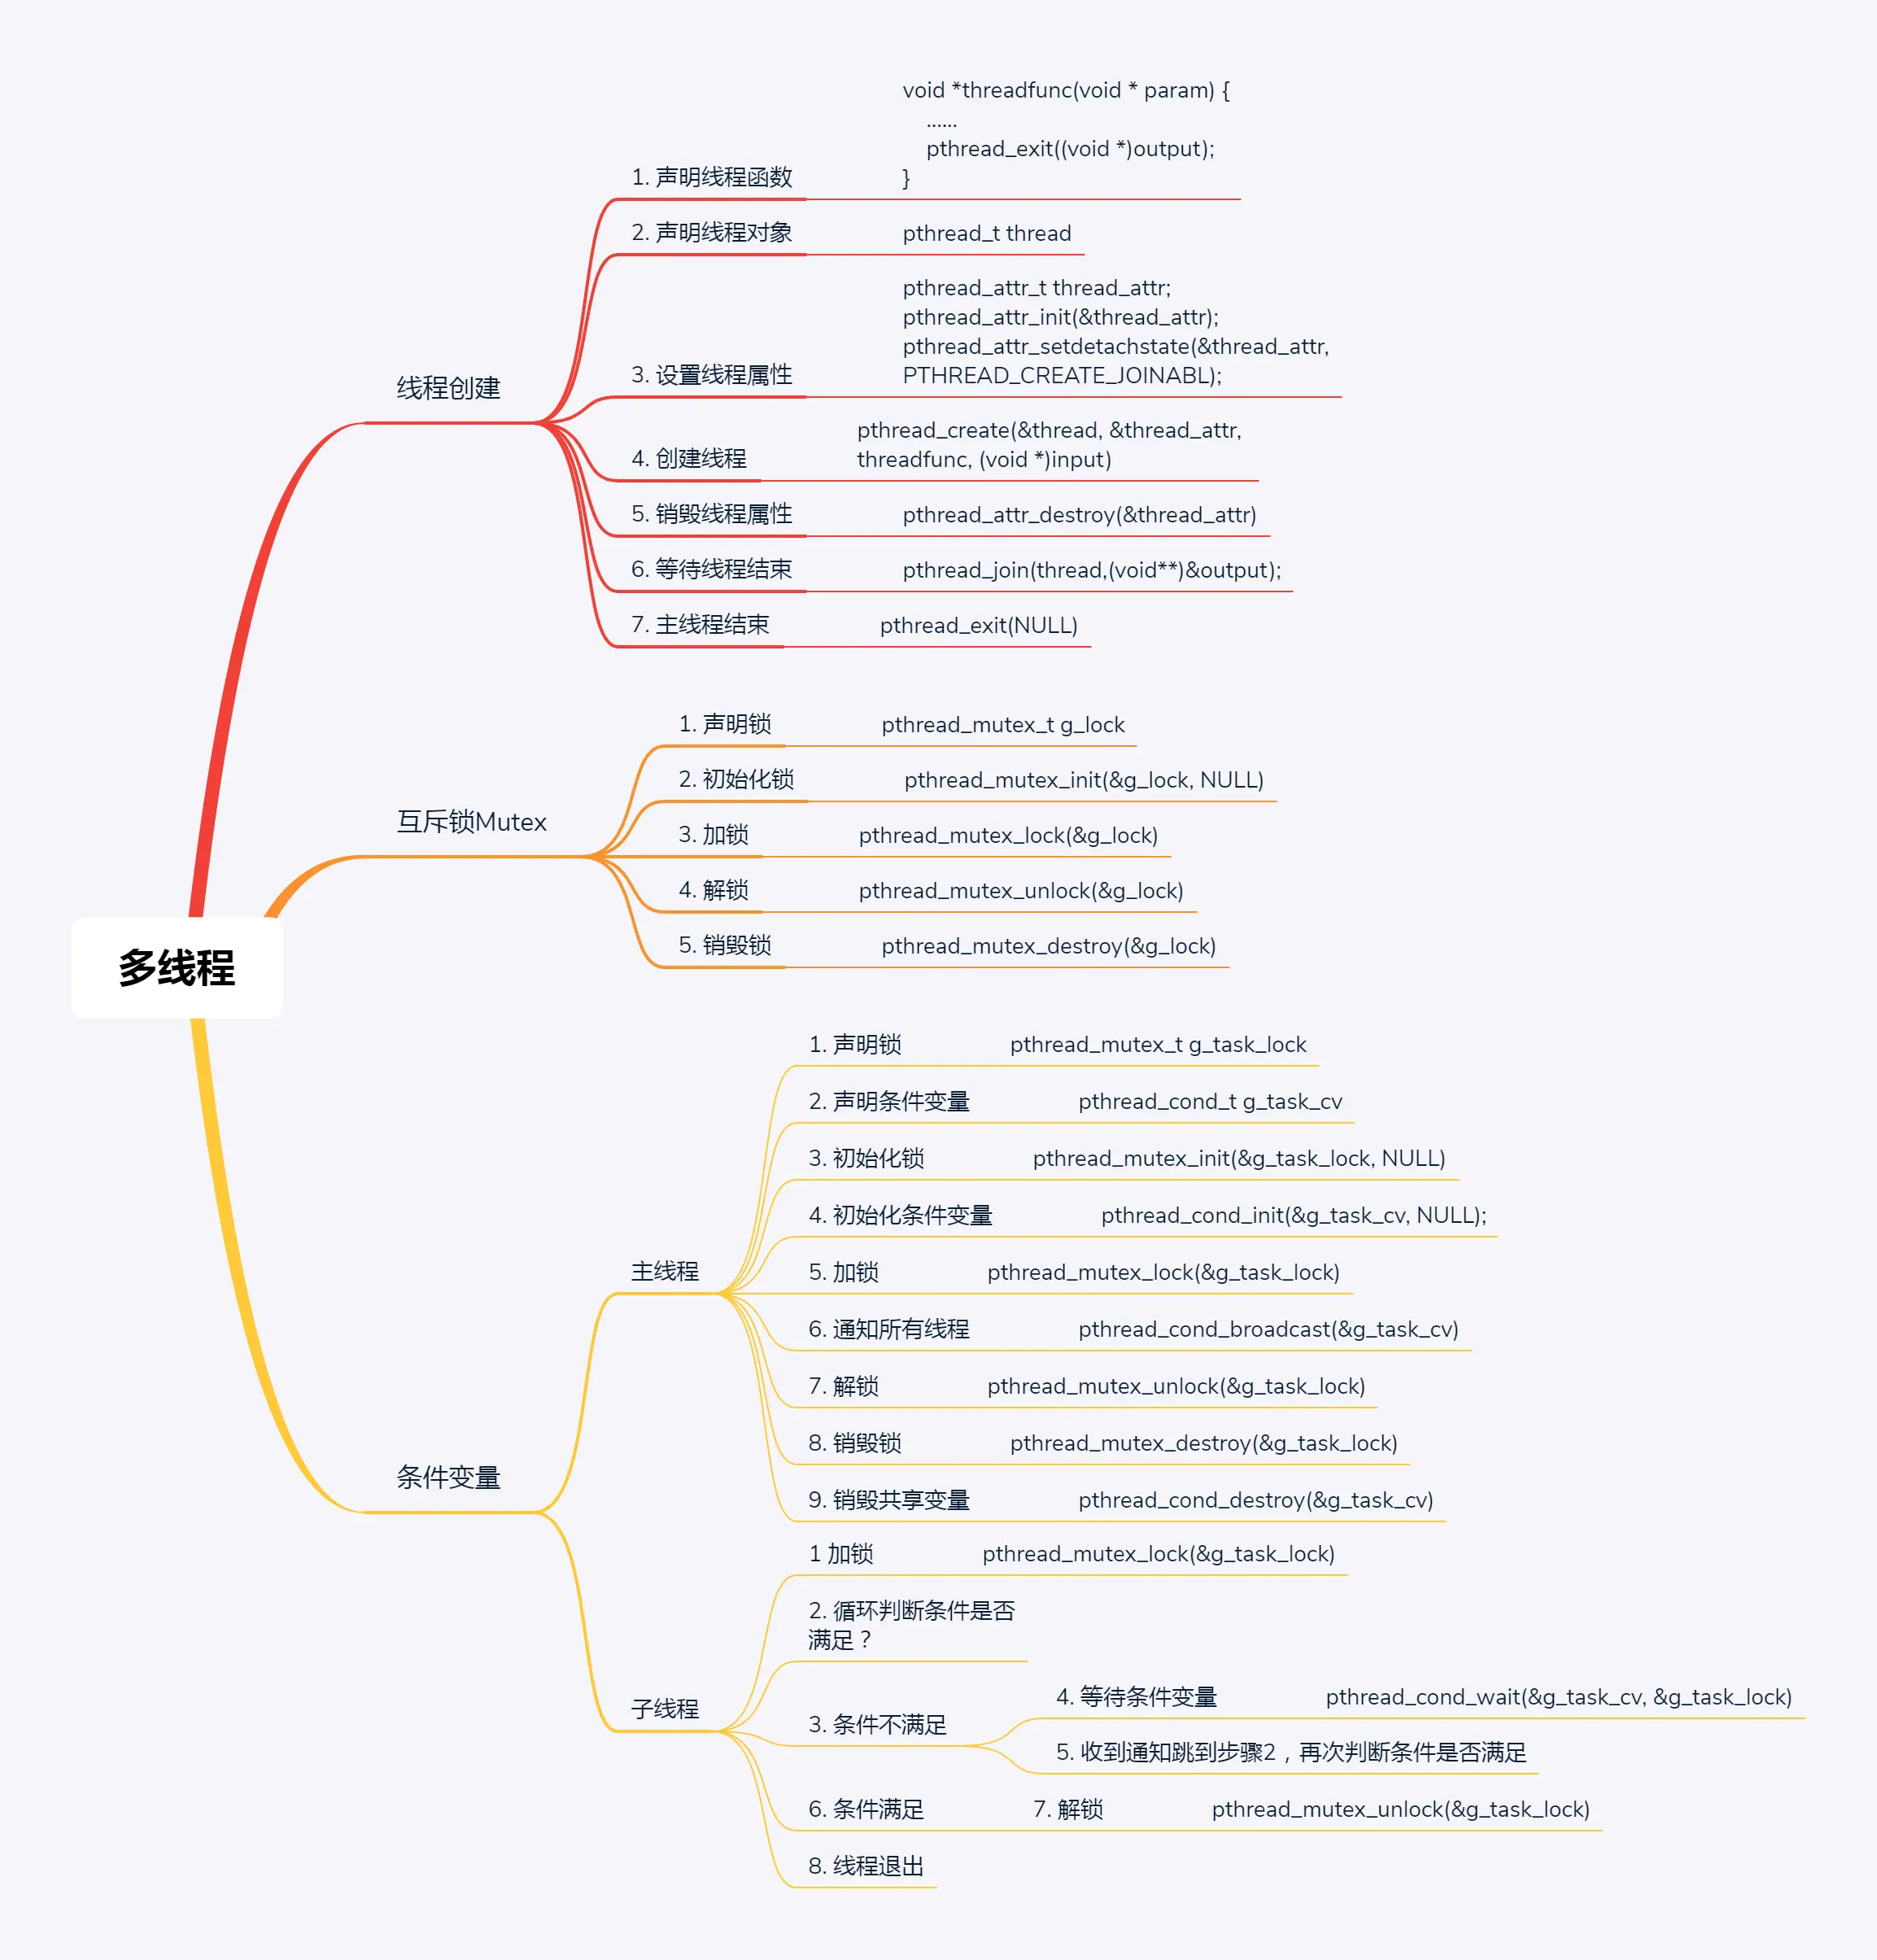 多线程
线程创建
1. 声明线程函数
void *threadfunc(void * param) {
......
pthread_exit((void *)output);
}
2. 声明线程对象
pthread_t thread
3. 设置线程属性
pthread_attr_t thread_attr;
pthread_attr_init(&thread_attr);
pthread_attr_setdetachstate(&thread_attr,
PTHREAD_CREATE_JOINABL);
4. 创建线程
pthread_create(&thread, &thread_attr,
threadfunc, (void *)input)
5. 销毁线程属性
pthread_attr_destroy(&thread_attr)
6. 等待线程结束
pthread_join(thread,(void**)&output);
7. 主线程结束
pthread_exit(NULL)
互斥锁Mutex
1. 声明锁
pthread_mutex_t g_lock
2. 初始化锁
pthread_mutex_init(&g_lock, NULL)
3. 加锁
pthread_mutex_lock(&g_lock)
4. 解锁
pthread_mutex_unlock(&g_lock)
5. 销毁锁
pthread_mutex_destroy(&g_lock)
条件变量
主线程
1. 声明锁
pthread_mutex_t g_task_lock
2. 声明条件变量
pthread_cond_t g_task_cv
3. 初始化锁
pthread_mutex_init(&g_task_lock, NULL)
4. 初始化条件变量
pthread_cond_init(&g_task_cv, NULL);
5. 加锁
pthread_mutex_lock(&g_task_lock)
6. 通知所有线程
pthread_cond_broadcast(&g_task_cv)
7. 解锁
pthread_mutex_unlock(&g_task_lock)
8. 销毁锁
pthread_mutex_destroy(&g_task_lock)
9. 销毁共享变量
pthread_cond_destroy(&g_task_cv)
子线程
1 加锁
pthread_mutex_lock(&g_task_lock)
2. 循环判断条件是否
满足？
3. 条件不满足
4. 等待条件变量
pthread_cond_wait(&g_task_cv, &g_task_lock)
5. 收到通知跳到步骤2，再次判断条件是否满足
6. 条件满足
7. 解锁
pthread_mutex_unlock(&g_task_lock)
8. 线程退出